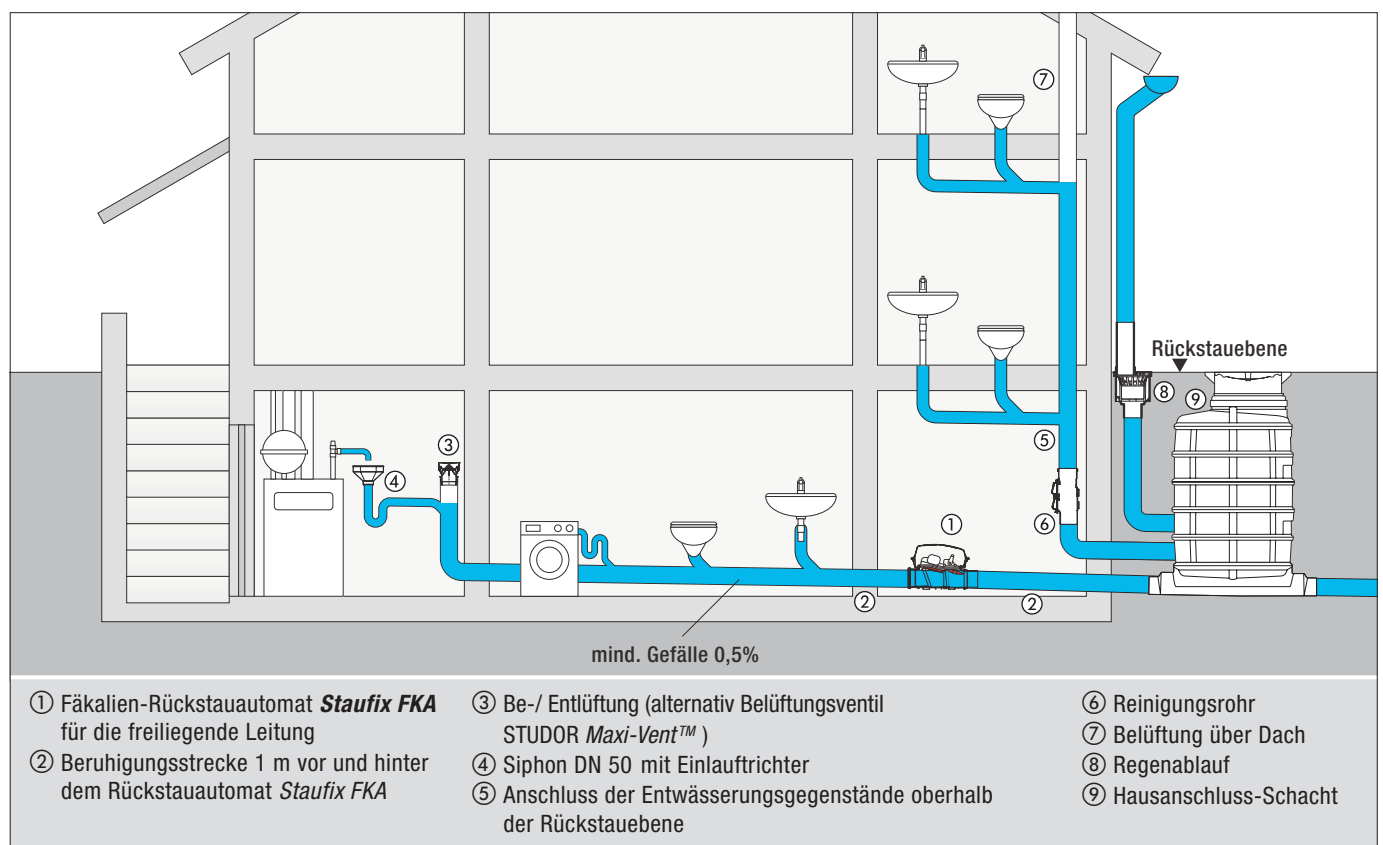 ⑦
Rückstauebene
⑧
⑨
③
④
⑤
①
⑥
②
②
mind. Gefälle 0,5%
① Fäkalien-Rückstauautomat Staufix FKA
für die freiliegende Leitung
② Beruhigungsstrecke 1 m vor und hinter
dem Rückstauautomat Staufix FKA
③ Be-/ Entlüftung (alternativ Belüftungsventil
STUDOR Maxi-Vent™ )
④ Siphon DN 50 mit Einlauftrichter
⑤ Anschluss der Entwässerungsgegenstände oberhalb
der Rückstauebene
⑥ Reinigungsrohr
⑦ Belüftung über Dach
⑧ Regenablauf
⑨ Hausanschluss-Schacht